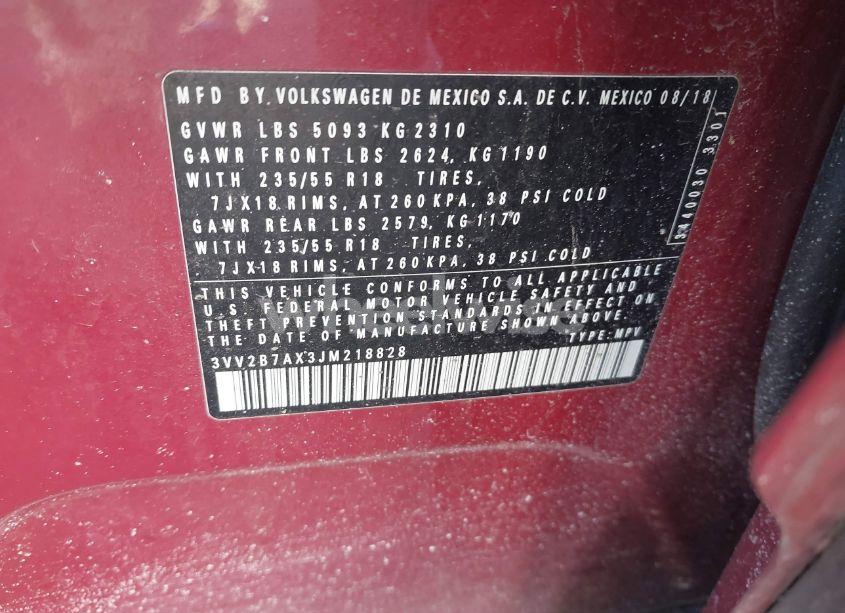 MFD BY. VOLKSWAGEN DE MEXICO S.A. DE C.V. MEXICO 08/18
GVWR LBS 5093 KG 2310
GAWR FRONT LBS 2624, KG 1190
WITH 235/55 R18 TIRES,
7JX18 RIMS, AT 260 KPA, 38 PSI COLD
GAWR REAR LBS 2579, KG 1170
WITH 235/55 R18 TIRES,
7JX18 RIMS, AT 260 KPA, 38 PSI COLD
THIS VEHICLE CONFORMS TO ALL APPLICABLE
U S FEDERAL MOTOR VEHICLE SAFETY AND
THEFT PREVENTION STANDARDS IN EFFECT ON
THE DATE OF MANUFACTURE SHOWN ABOVE.
TYPE: MPV
3VV2B7AX3JM218828
3301